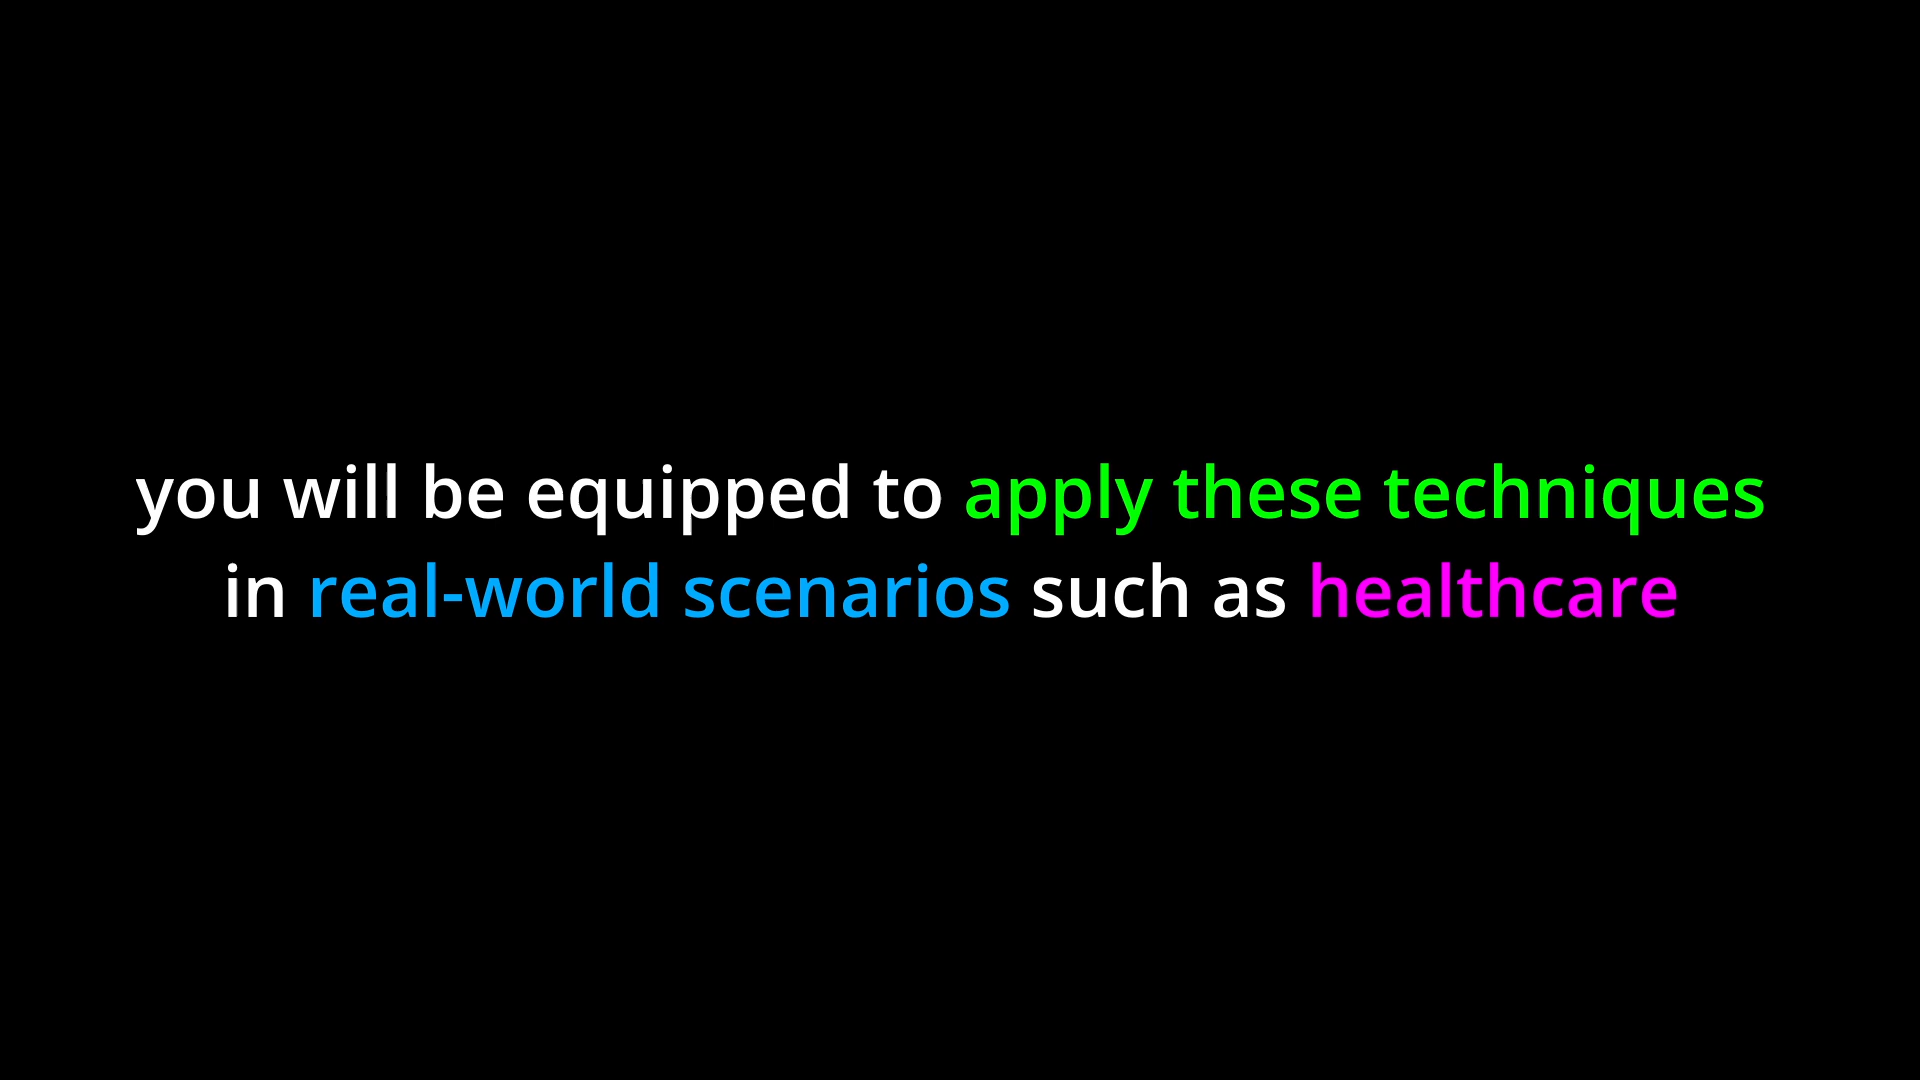 you will be equipped to apply these techniques
in real-world scenarios such as healthcare